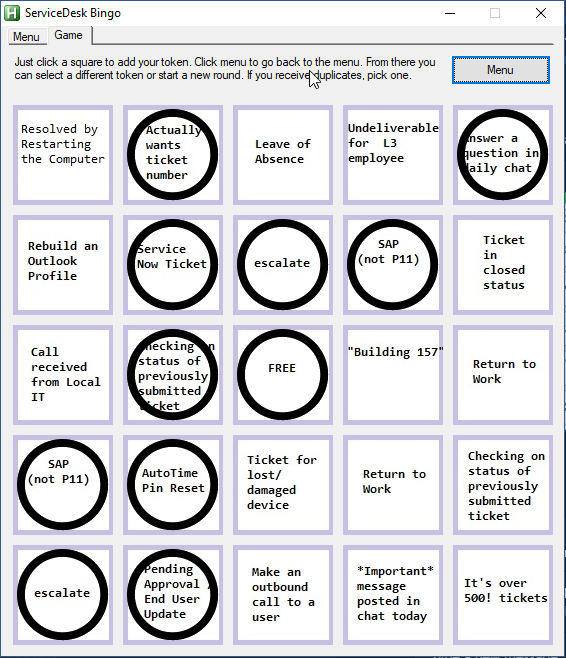 ServiceDesk Bingo
Menu
Game
Just click a square to add your token. Click menu to go back to the menu. From there you
can select a different token or start a new round. If you receive duplicates, pick one.
Menu
Resolved by
Restarting
the Computer
Actually
wants
ticket
number
Leave of
Absence
Undeliverable
for L3
employee
Answer a
question in
daily chat
Rebuild an
Outlook
Profile
Service
Now Ticket
escalate
SAP
(not P11)
Ticket
in
closed
status
Call
received
from Local
IT
Checking on
status of
previously
submitted
ticket
FREE
"Building 157"
Return to
Work
SAP
(not P11)
AutoTime
Pin Reset
Ticket for
lost/
damaged
device
Return to
Work
Checking on
status of
previously
submitted
ticket
escalate
Pending
Approval /
End User
Update
Make an
outbound
call to a
user
*Important*
message
posted in
chat today
It's over
500! tickets